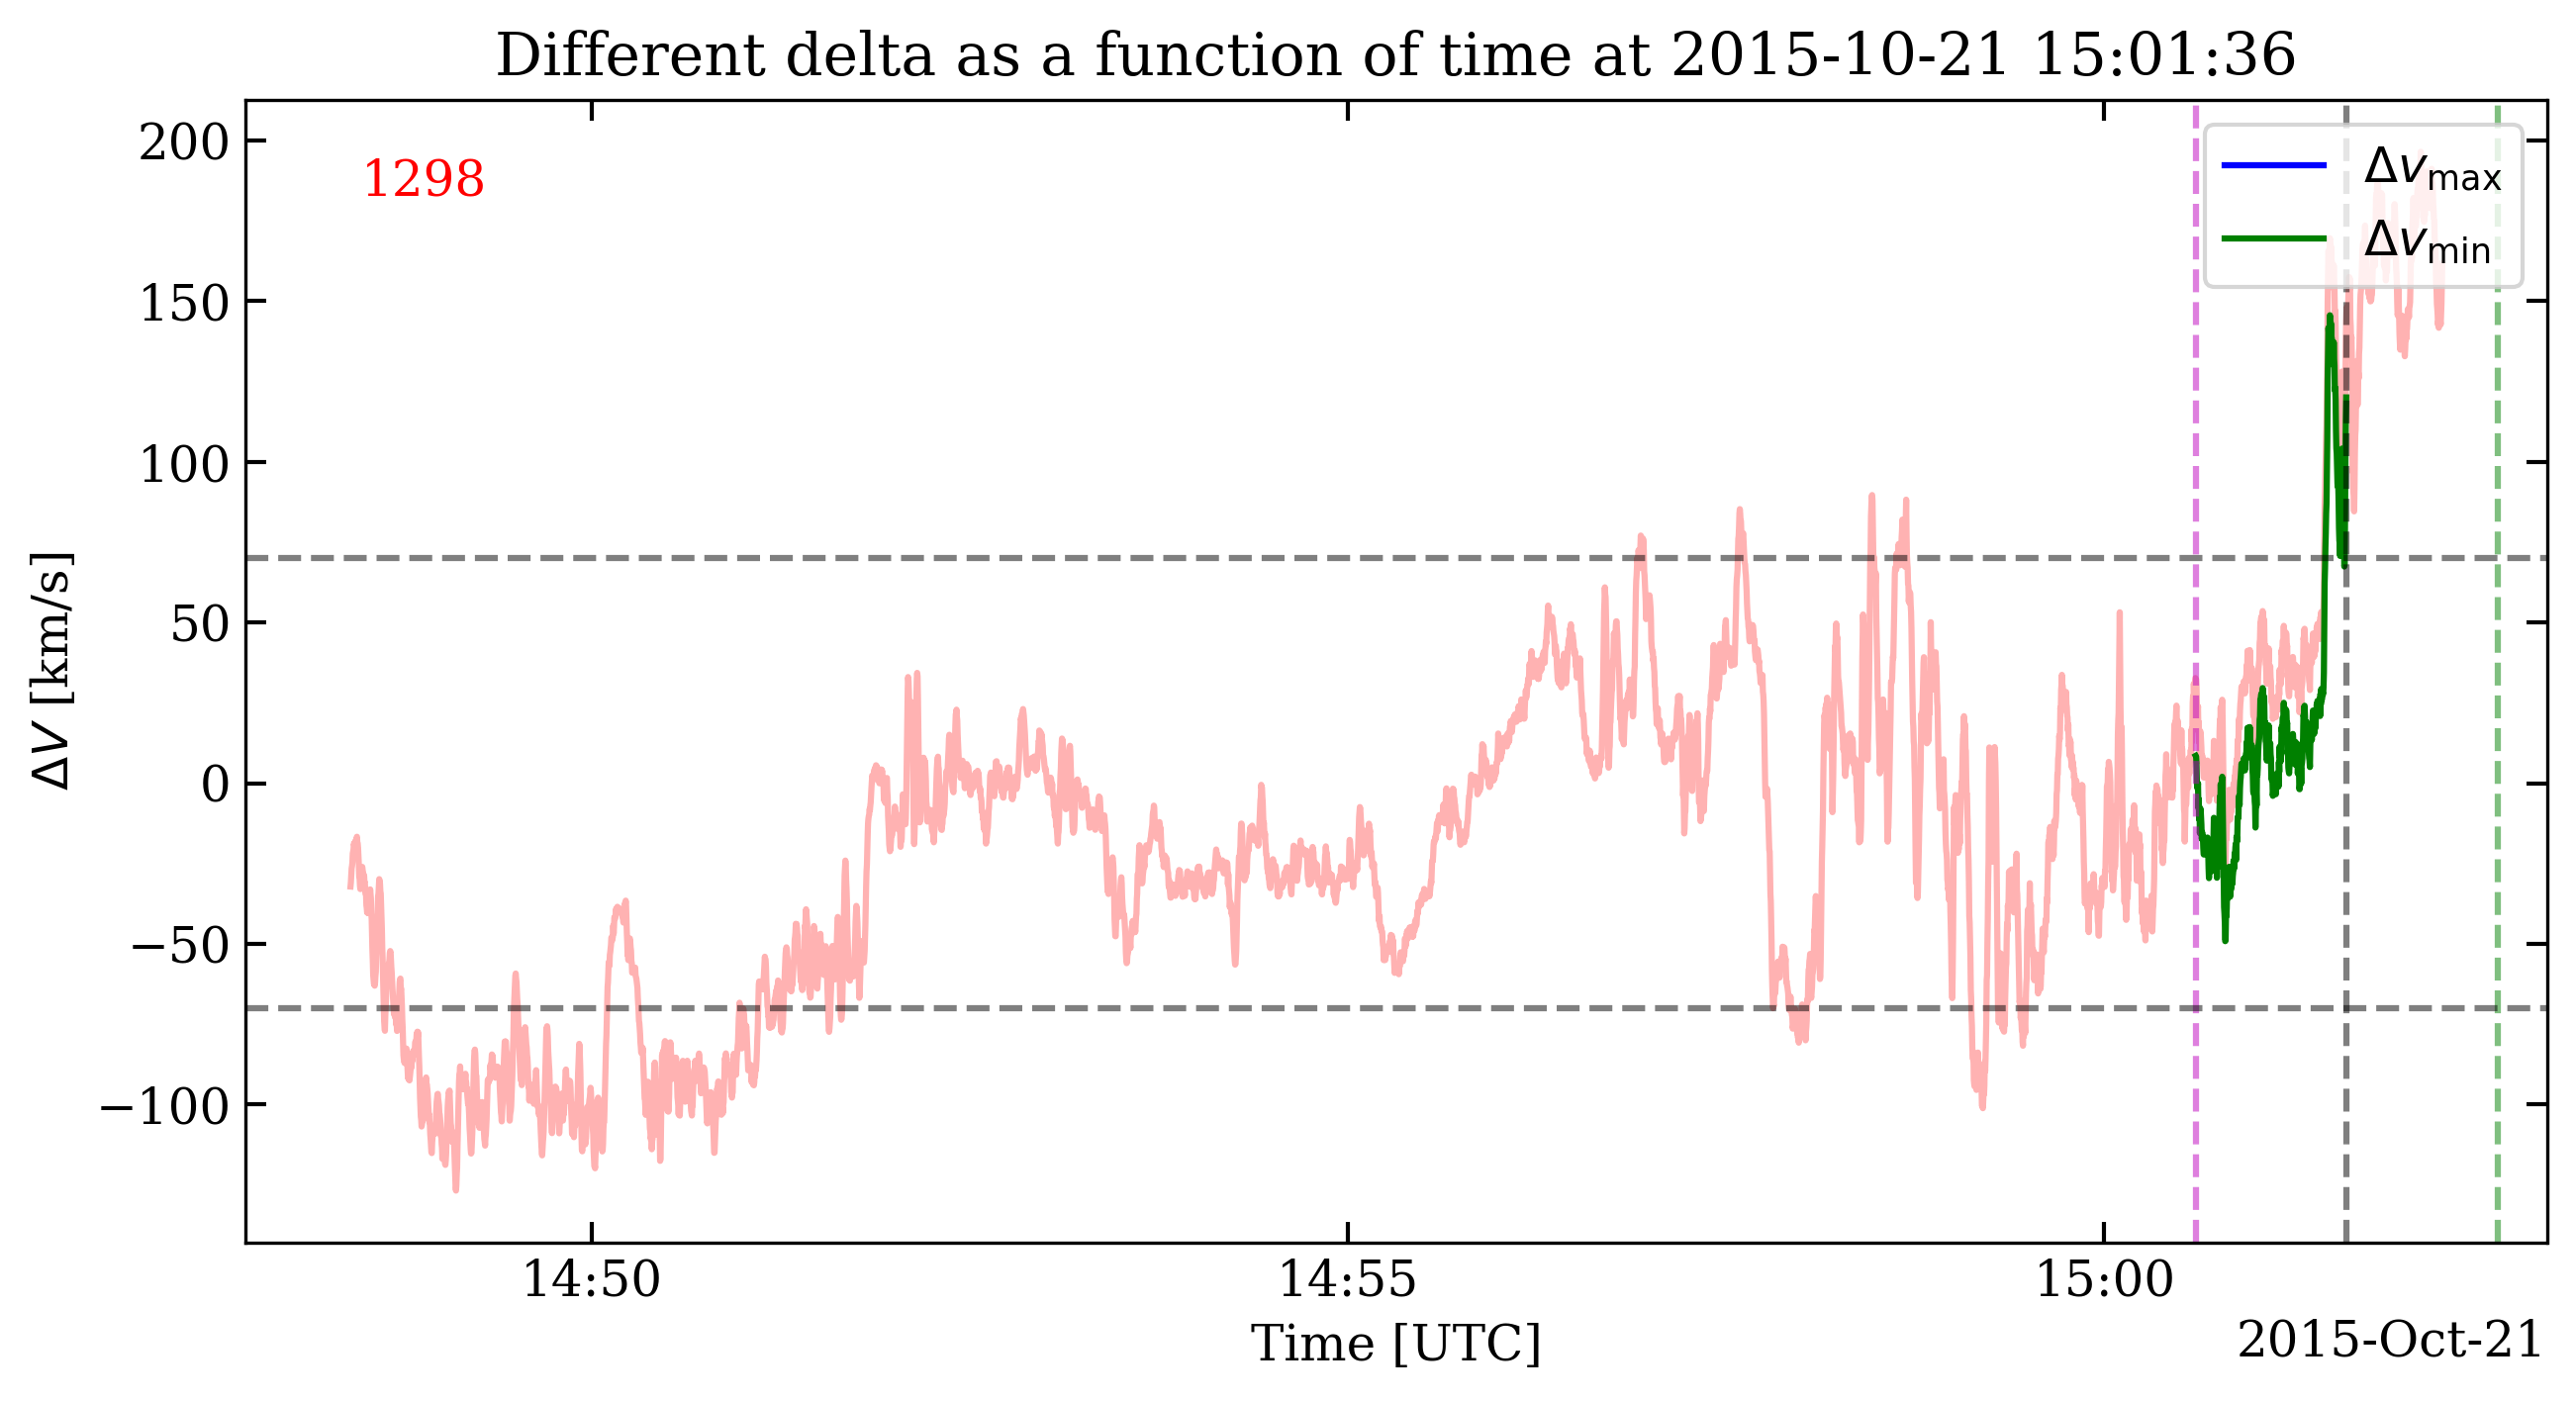 Different delta as a function of time at 2015-10-21 15:01:36
1298
Δv_max
Δv_min
ΔV [km/s]
200
150
100
50
0
−50
−100
14:50
14:55
15:00
Time [UTC]
2015-Oct-21